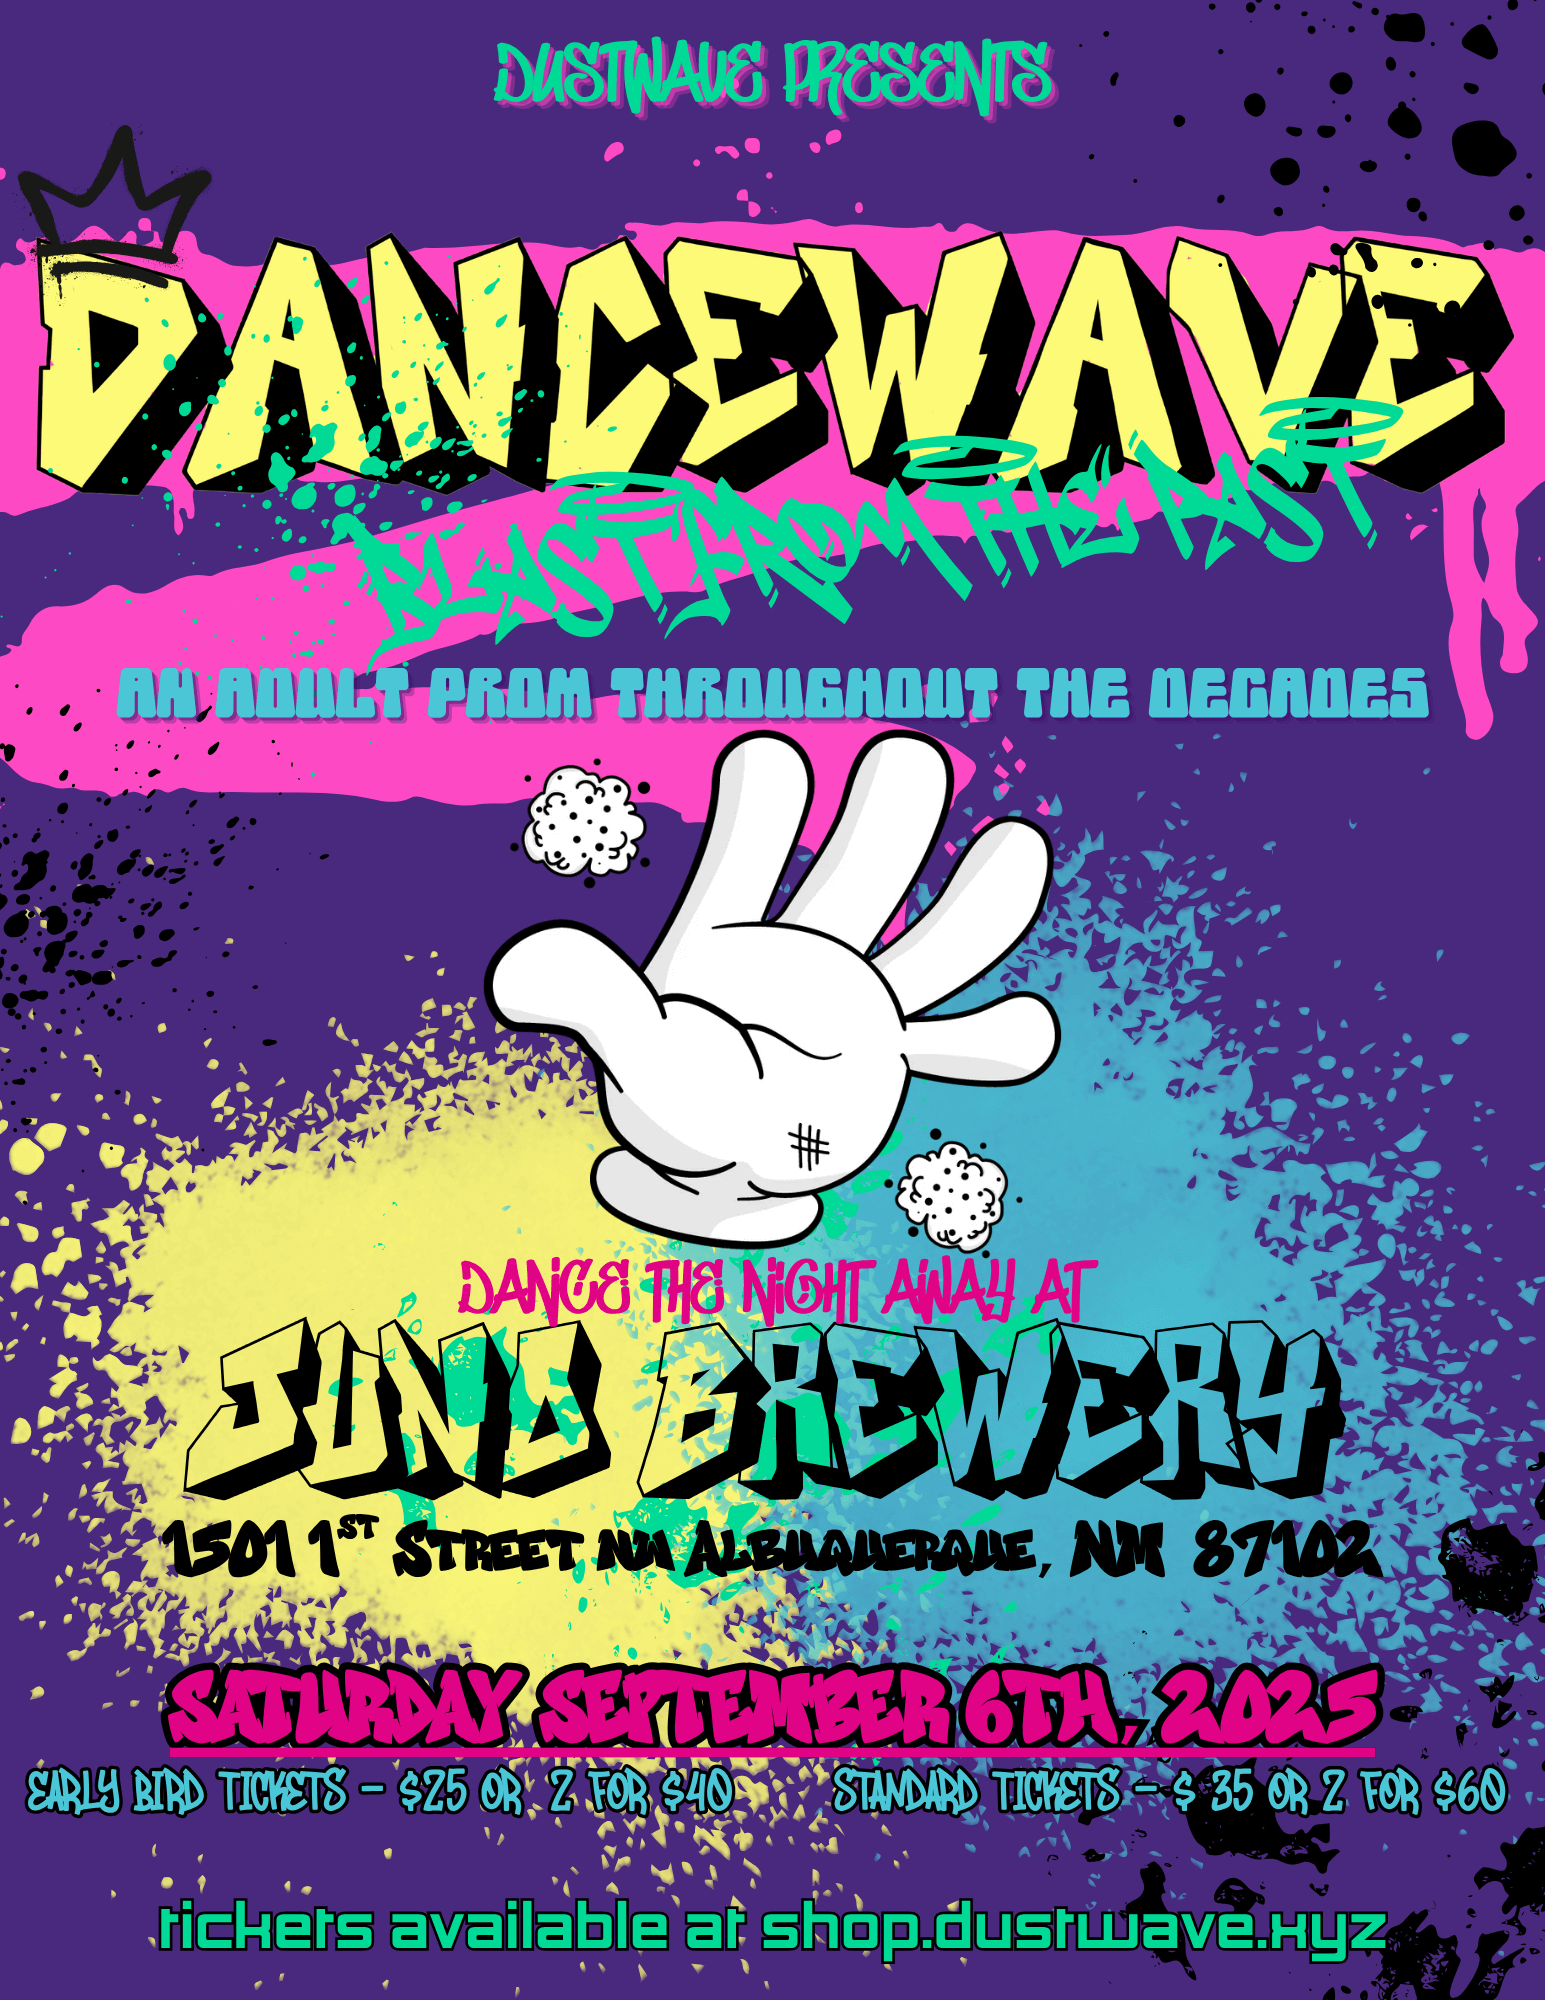 DUSTWAVE PRESENTS
DANCEWAVE
BLAST FROM THE PAST
AN ADULT PROM THROUGHOUT THE DECADES
DANCE THE NIGHT AWAY AT
JUNO BREWERY
1501 1ST STREET NW ALBUQUERQUE, NM 87102
SATURDAY SEPTEMBER 6TH, 2025
EARLY BIRD TICKETS - $25 OR 2 FOR $40
STANDARD TICKETS - $ 35 OR 2 FOR $60
tickets available at shop.dustwave.xyz